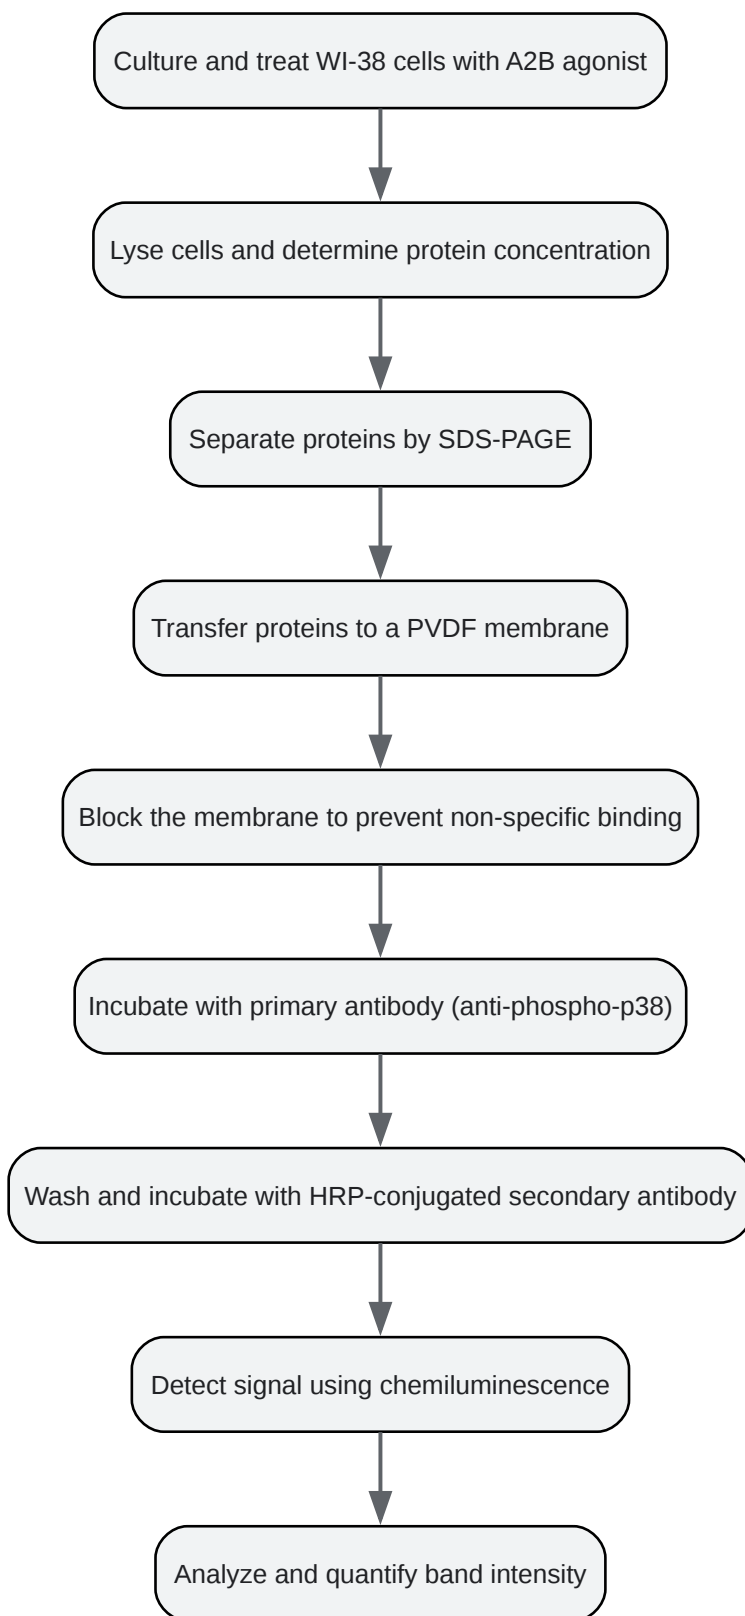 Culture and treat WI-38 cells with A2B agonist
Lyse cells and determine protein concentration
Separate proteins by SDS-PAGE
Transfer proteins to a PVDF membrane
Block the membrane to prevent non-specific binding
Incubate with primary antibody (anti-phospho-p38)
Wash and incubate with HRP-conjugated secondary antibody
Detect signal using chemiluminescence
Analyze and quantify band intensity